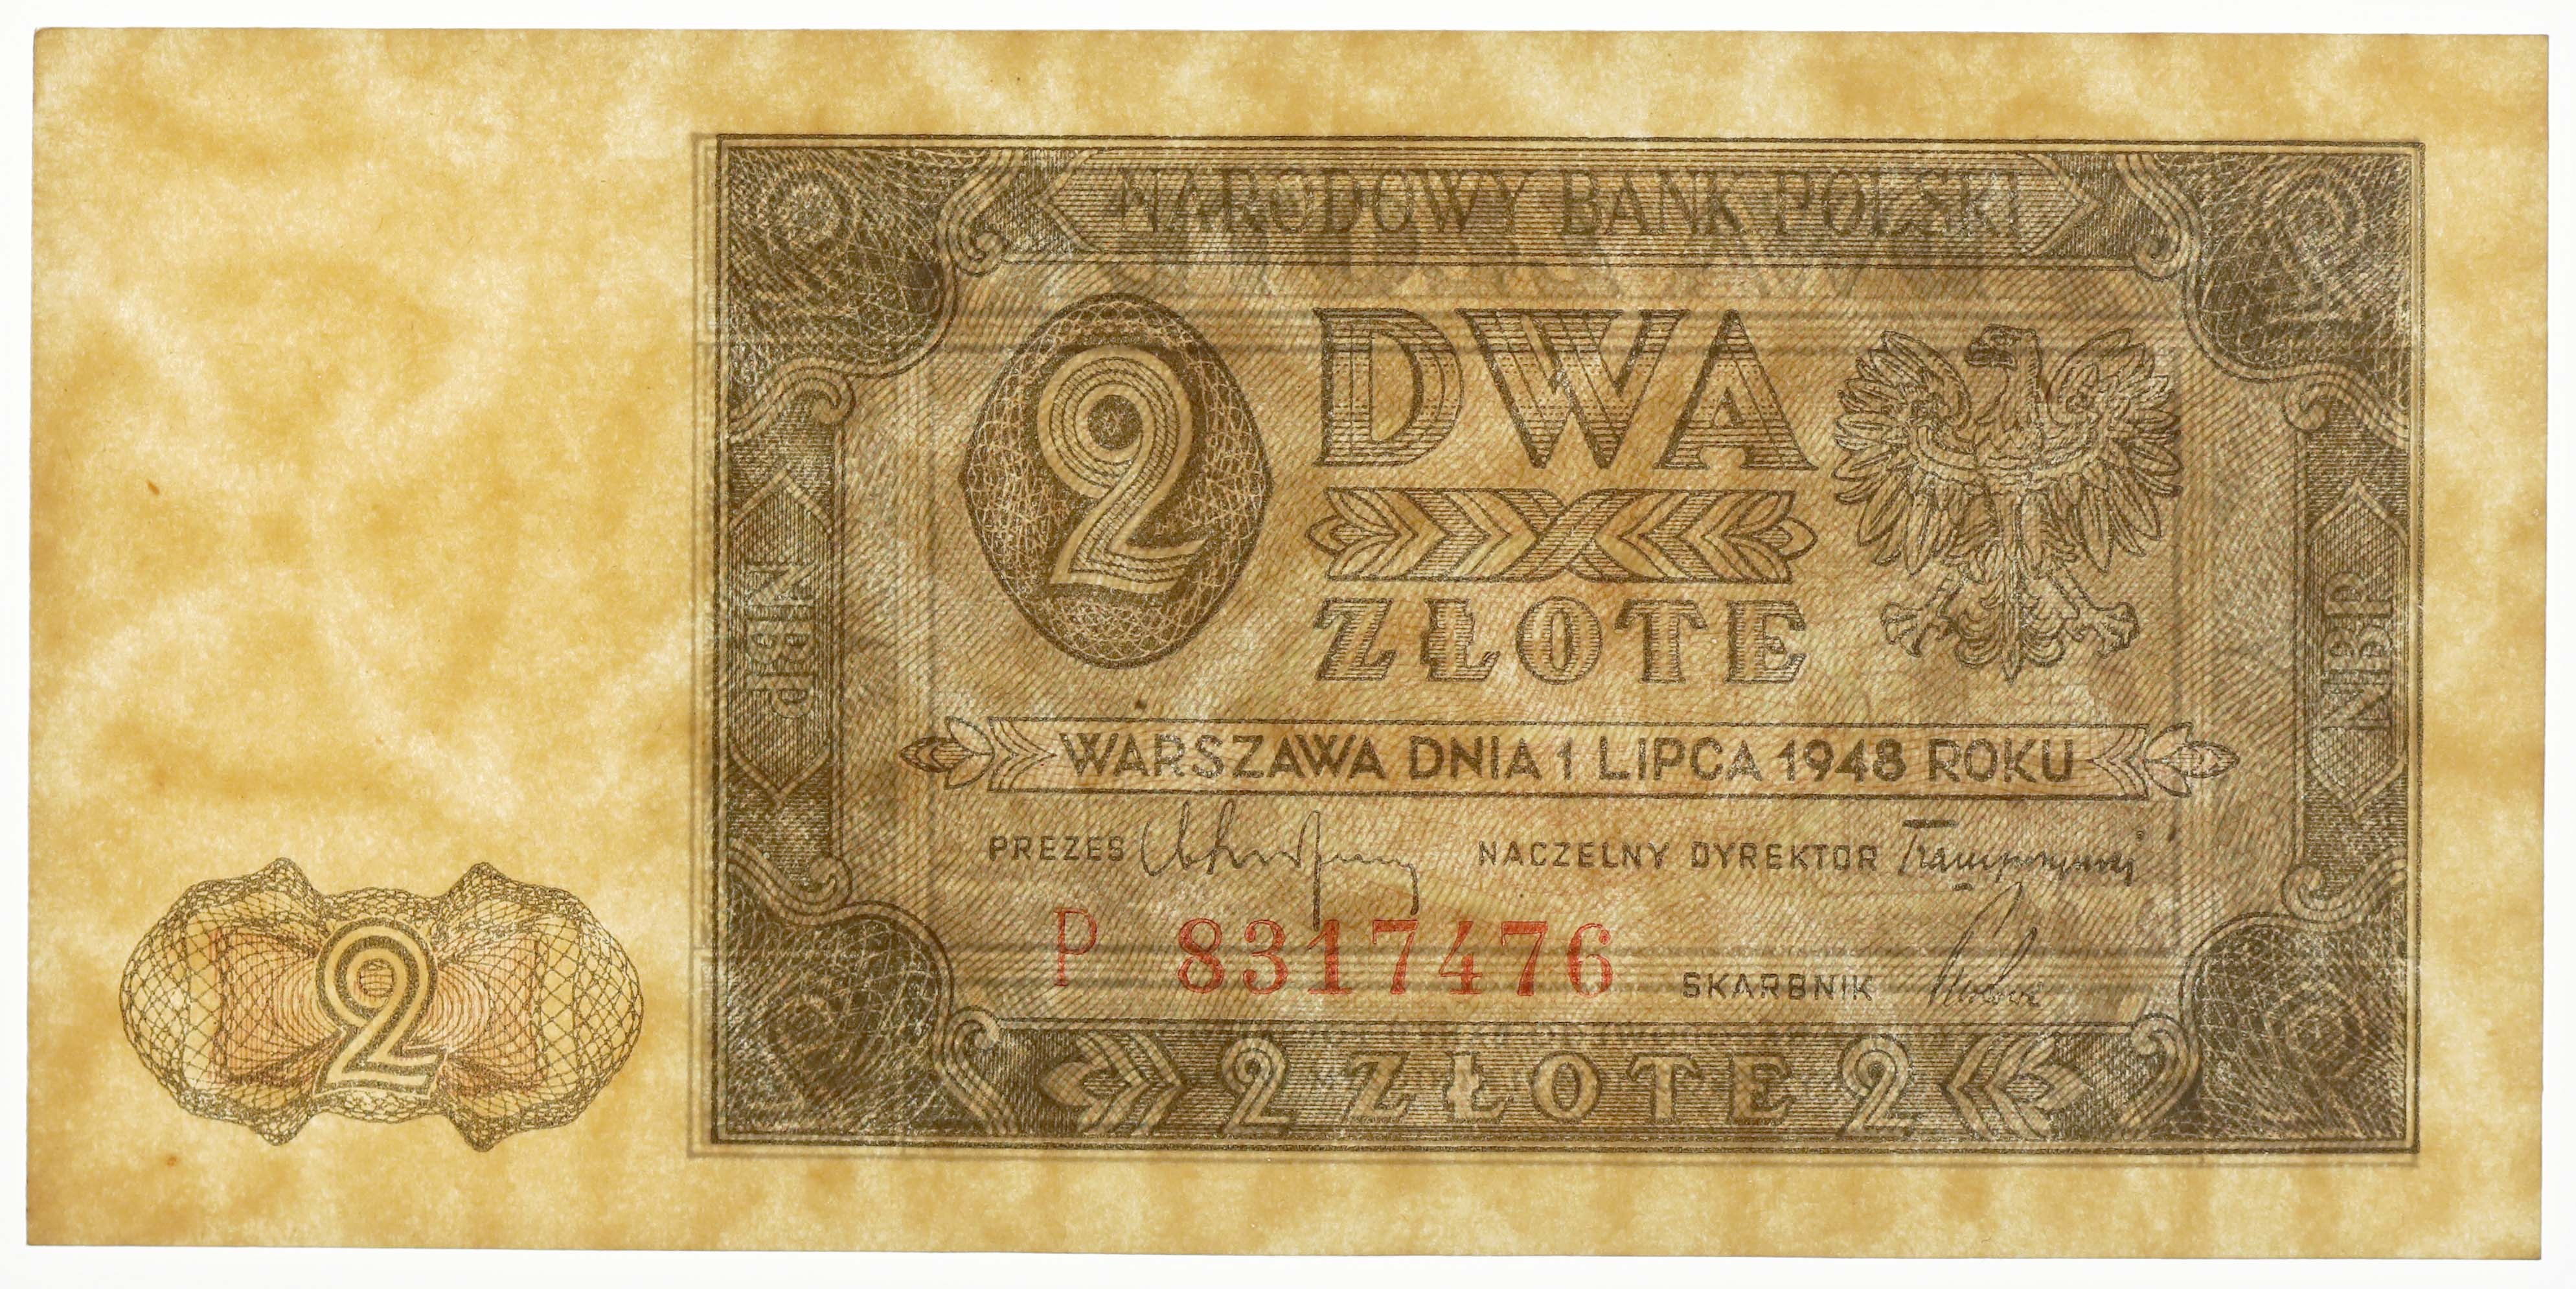 NARODOWY BANK POLSKI
2
DWA
ZŁOTE
NBP
NBP
WARSZAWA DNIA 1 LIPCA 1948 ROKU
PREZES
NACZELNY DYREKTOR
P 8317476
SKARBNIK
2
2 ZŁOTE 2